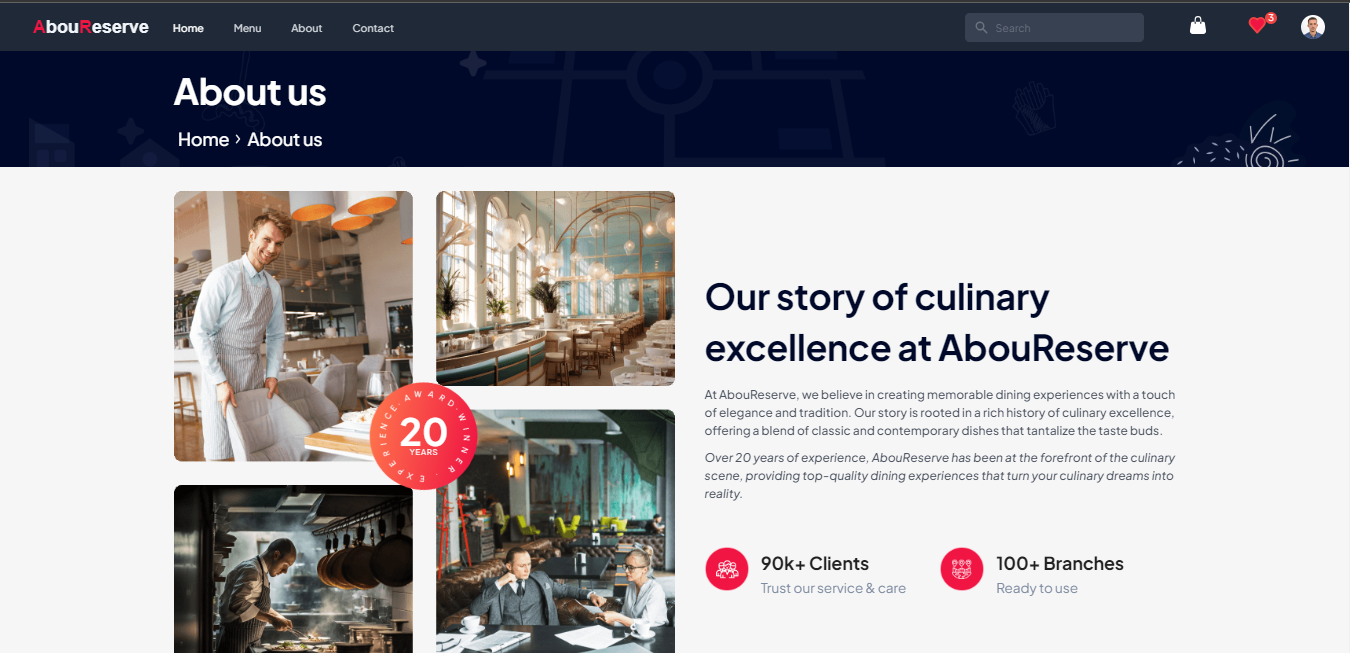 AbouReserve Home Menu About Contact Search 3
About us
Home › About us
AWARD-WINNER EXPERIENCE
20
YEARS
Our story of culinary
excellence at AbouReserve
At AbouReserve, we believe in creating memorable dining experiences with a touch
of elegance and tradition. Our story is rooted in a rich history of culinary excellence,
offering a blend of classic and contemporary dishes that tantalize the taste buds.
Over 20 years of experience, AbouReserve has been at the forefront of the culinary
scene, providing top-quality dining experiences that turn your culinary dreams into
reality.
90k+ Clients
Trust our service & care
100+ Branches
Ready to use